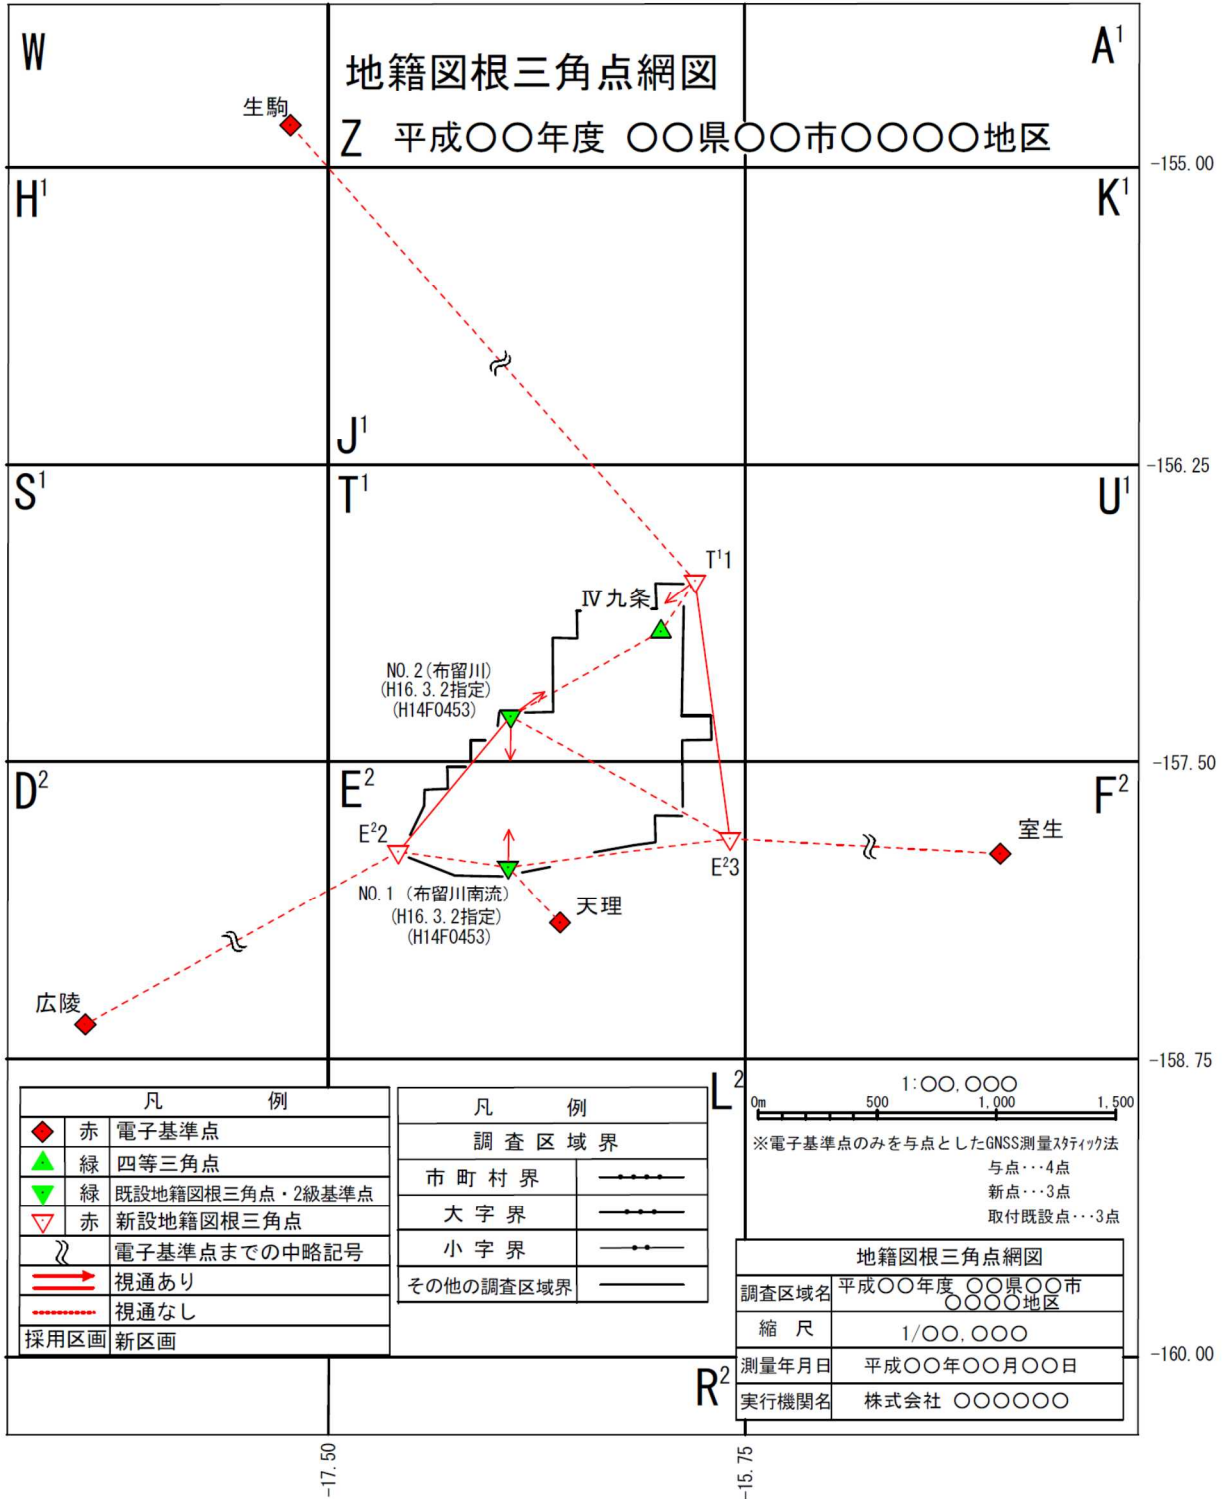 W
A¹
地籍図根三角点網図
生駒
Z
平成〇〇年度 〇〇県〇〇市〇〇〇〇地区
-155.00
H¹
K¹
J¹
-156.25
S¹
T¹
U¹
T¹1
Ⅳ九条
NO.2(布留川)
(H16.3.2指定)
(H14F0453)
-157.50
D²
E²
F²
E²2
室生
E²3
NO.1 (布留川南流)
(H16.3.2指定)
(H14F0453)
天理
広陵
-158.75
L²
1:〇〇,〇〇〇
0m 500 1,000 1,500
※電子基準点のみを与点としたGNSS測量スタティック法
与点･･･4点
新点･･･3点
取付既設点･･･3点
凡 例
赤 電子基準点
緑 四等三角点
緑 既設地籍図根三角点・2級基準点
赤 新設地籍図根三角点
電子基準点までの中略記号
視通あり
視通なし
採用区画 新区画
凡 例
調査区域界
市町村界
大字界
小字界
その他の調査区域界
地籍図根三角点網図
調査区域名 平成〇〇年度 〇〇県〇〇市
〇〇〇〇地区
縮 尺 1/〇〇,〇〇〇
測量年月日 平成〇〇年〇〇月〇〇日
実行機関名 株式会社 〇〇〇〇〇〇
-160.00
R²
-17.50
-15.75